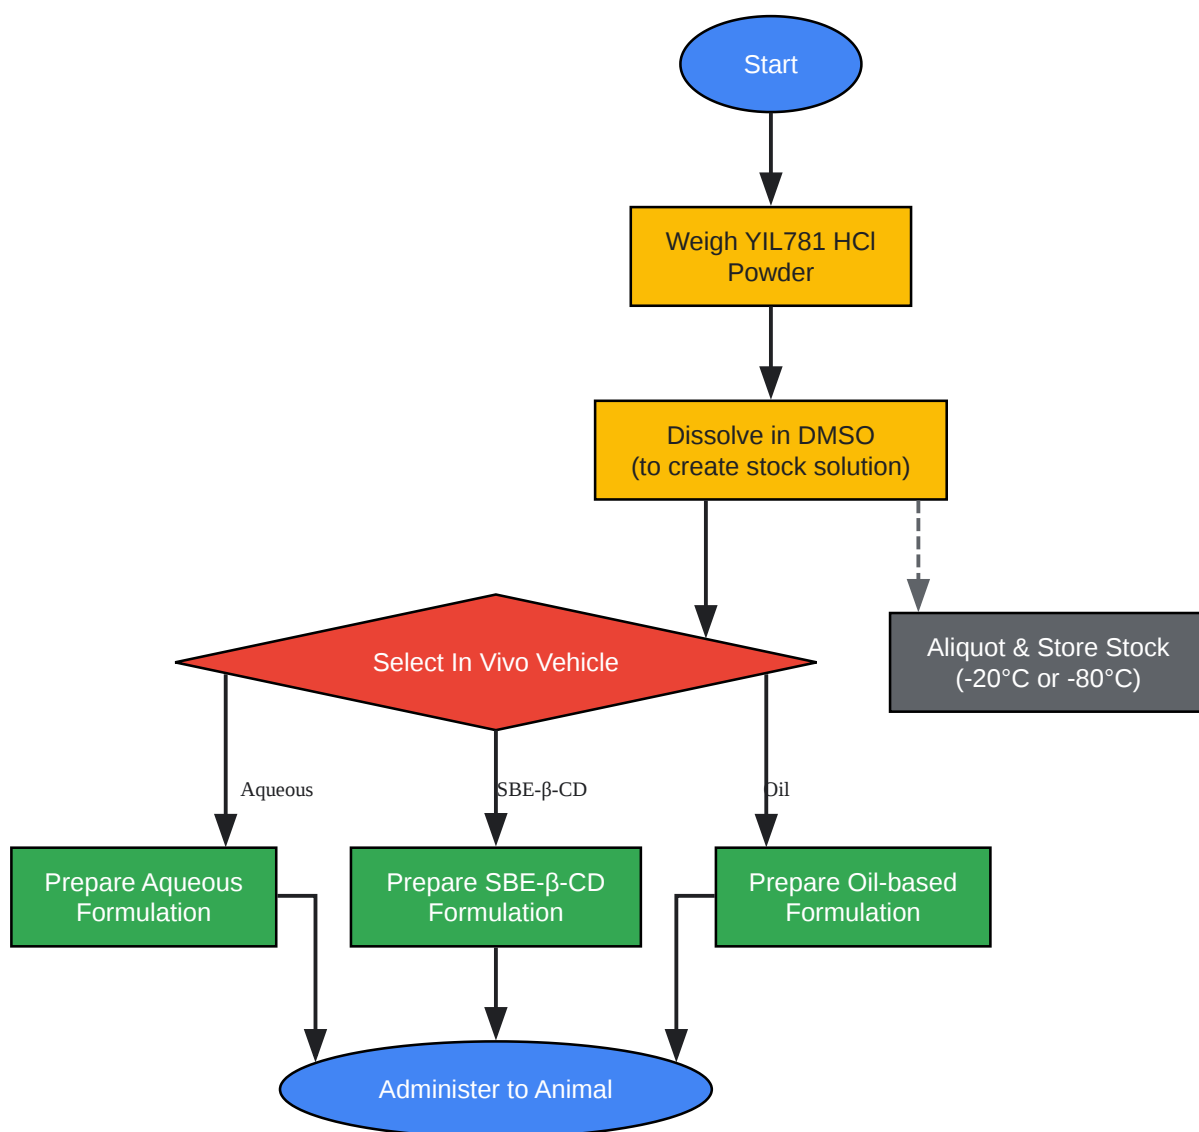 Start
Weigh YIL781 HCl
Powder
Dissolve in DMSO
(to create stock solution)
Select In Vivo Vehicle
Aliquot & Store Stock
(-20°C or -80°C)
Aqueous
SBE-β-CD
Oil
Prepare Aqueous
Formulation
Prepare SBE-β-CD
Formulation
Prepare Oil-based
Formulation
Administer to Animal